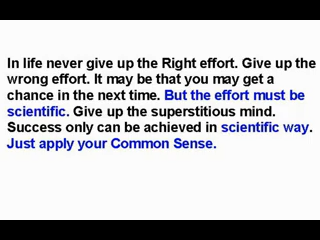 In life never give up the Right effort. Give up the
wrong effort. It may be that you may get a
chance in the next time. But the effort must be
scientific. Give up the superstitious mind.
Success only can be achieved in scientific way.
Just apply your Common Sense.